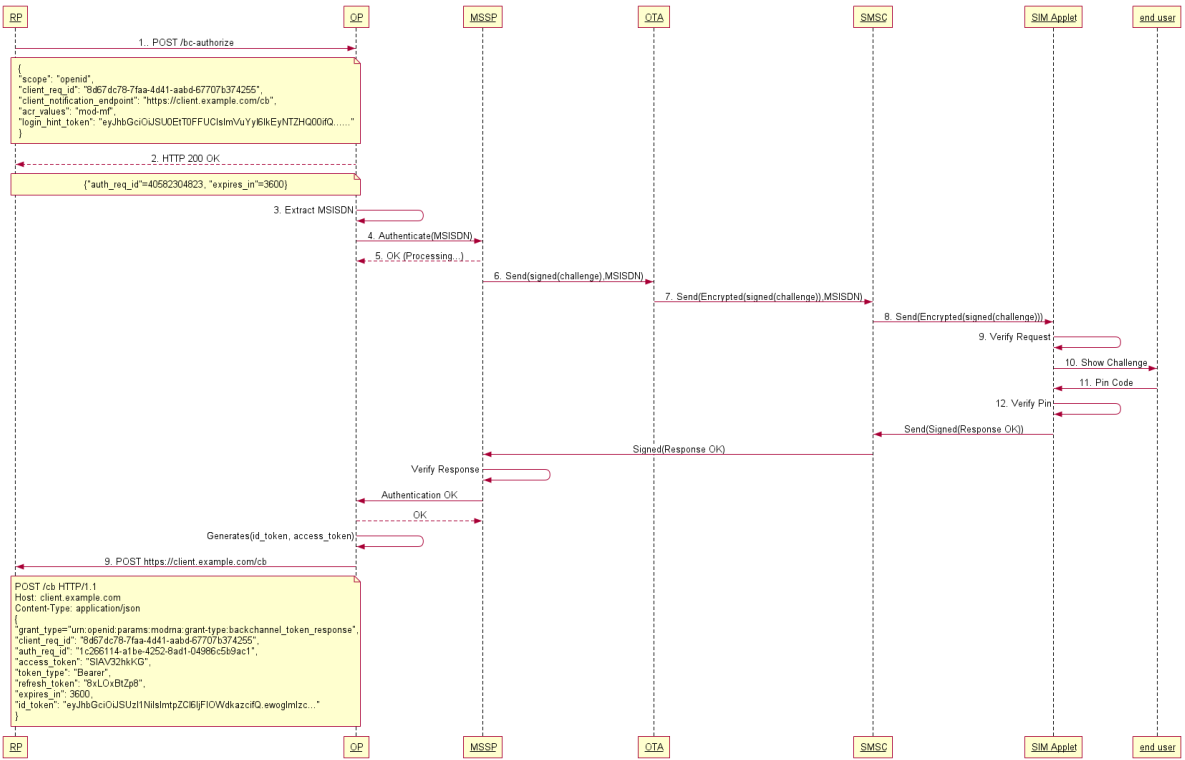 RP OP MSSP OTA SMSC SIM Applet end user
1.. POST /bc-authorize
{
"scope": "openid",
"client_req_id": "8d67dc78-7faa-4d41-aabd-67707b374255",
"client_notification_endpoint": "https://client.example.com/cb",
"acr_values": "mod-mf",
"login_hint_token": "eyJhbGciOiJSU0EtT0FFUCIsImVuYyI6IkEyNTZHQ00ifQ......"
}
2. HTTP 200 OK
{"auth_req_id"=40582304823, "expires_in"=3600}
3. Extract MSISDN
4. Authenticate(MSISDN)
5. OK (Processing...)
6. Send(signed(challenge),MSISDN)
7. Send(Encrypted(signed(challenge)),MSISDN)
8. Send(Encrypted(signed(challenge)))
9. Verify Request
10. Show Challenge
11. Pin Code
12. Verify Pin
Send(Signed(Response OK))
Signed(Response OK)
Verify Response
Authentication OK
OK
Generates(id_token, access_token)
9. POST https://client.example.com/cb
POST /cb HTTP/1.1
Host: client.example.com
Content-Type: application/json
{
"grant_type="urn:openid:params:modrna:grant-type:backchannel_token_response",
"client_req_id": "8d67dc78-7faa-4d41-aabd-67707b374255",
"auth_req_id": "1c266114-a1be-4252-8ad1-04986c5b9ac1",
"access_token": "SlAV32hkKG",
"token_type": "Bearer",
"refresh_token": "8xLOxBtZp8",
"expires_in": 3600,
"id_token": "eyJhbGciOiJSUzI1NiIsImtpZCI6IjFlOWdkazcifQ.ewogImlzc..."
}
RP OP MSSP OTA SMSC SIM Applet end user